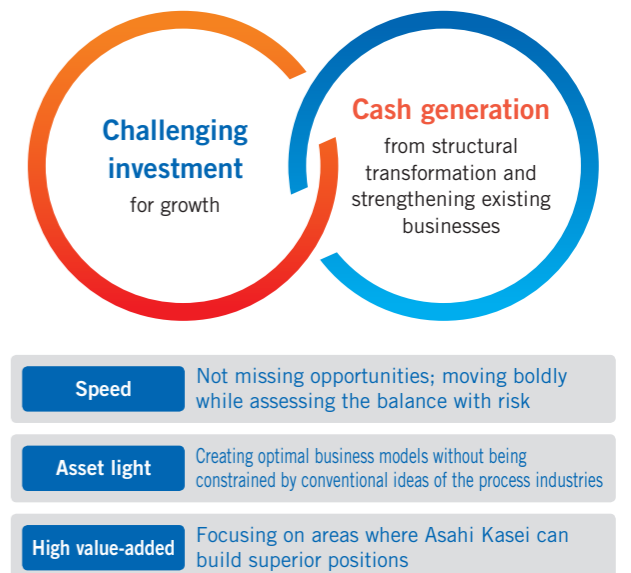 Challenging
investment
for growth
Cash generation
from structural
transformation and
strengthening existing
businesses
Speed
Not missing opportunities; moving boldly
while assessing the balance with risk
Asset light
Creating optimal business models without being
constrained by conventional ideas of the process industries
High value-added
Focusing on areas where Asahi Kasei can
build superior positions